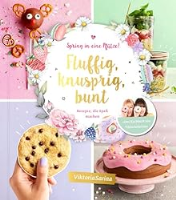 Spring in eine Pfütze!
Fluffig,
knusprig,
bunt
Rezepte, die Spaß
machen
ViktoriaSarina